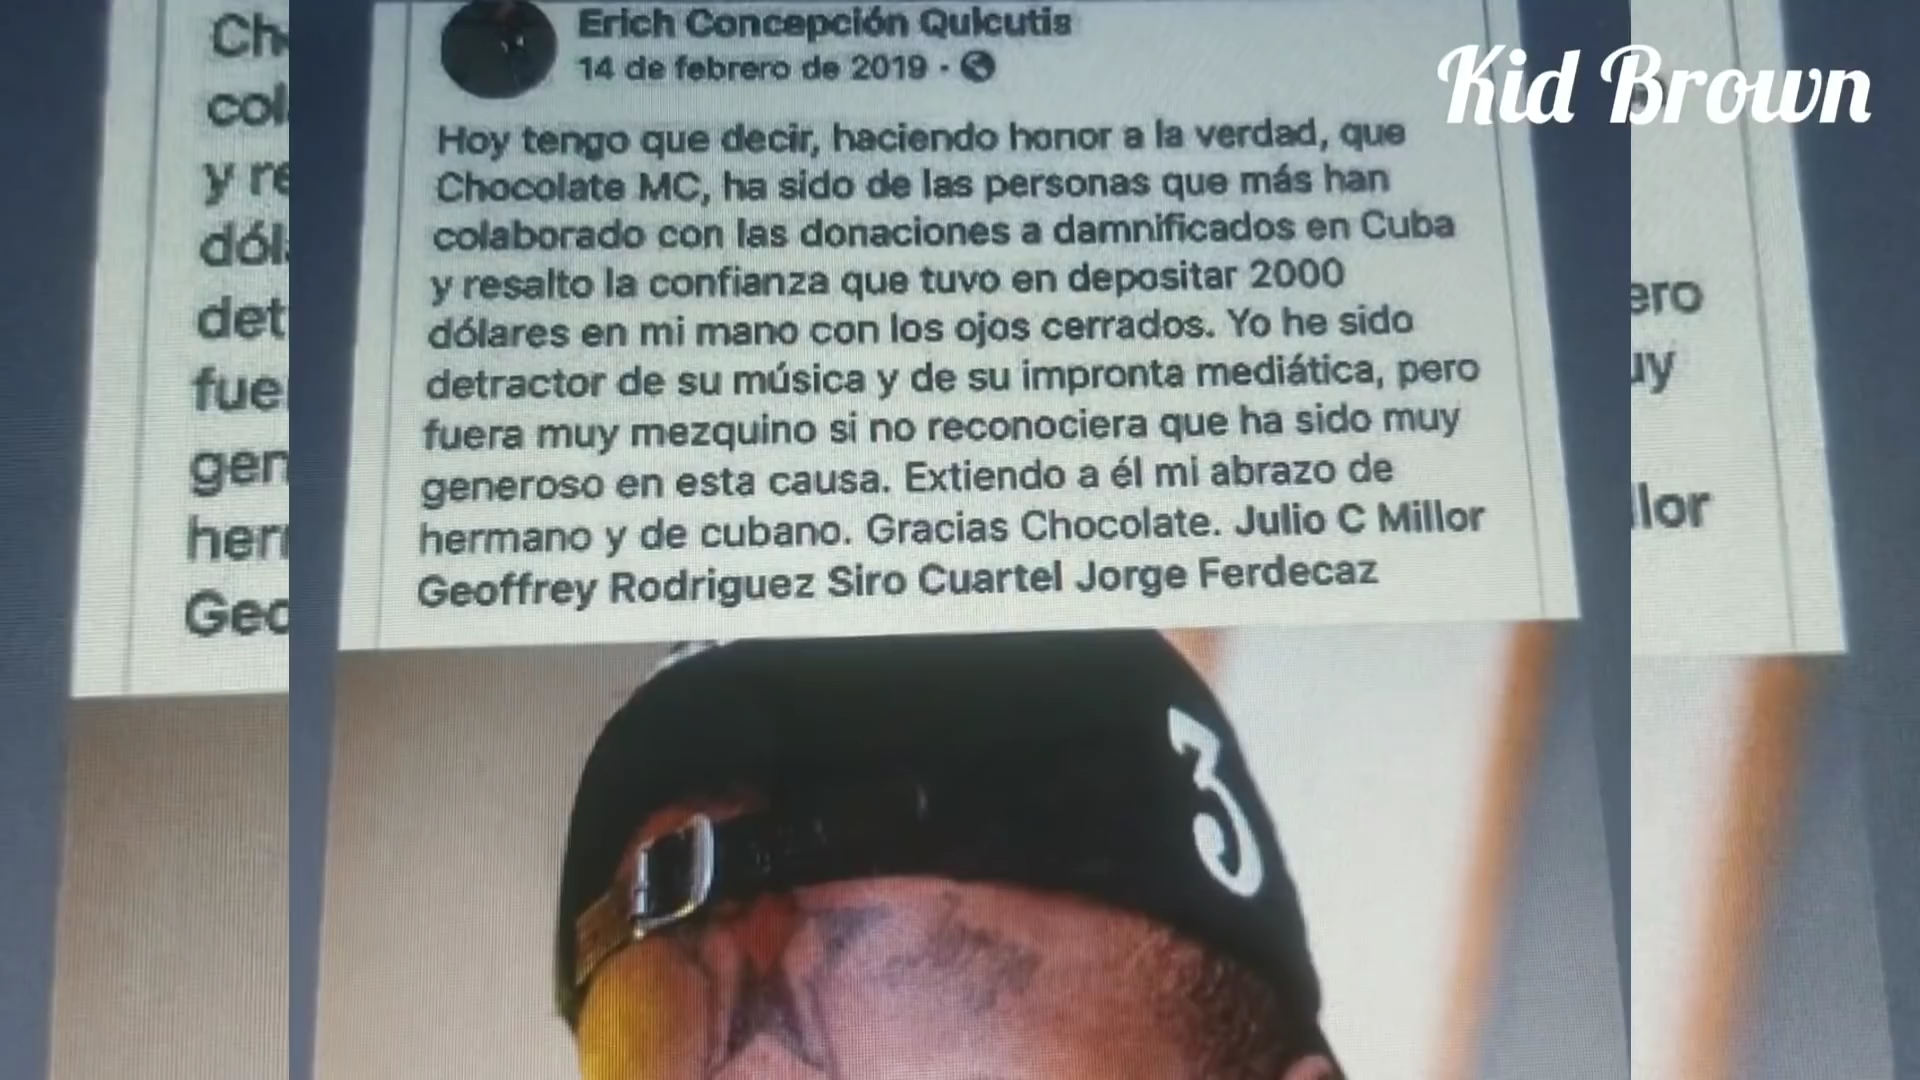 Erich Concepción Quicutis
14 de febrero de 2019 ·
Kid Brown
Hoy tengo que decir, haciendo honor a la verdad, que
Chocolate MC, ha sido de las personas que más han
colaborado con las donaciones a damnificados en Cuba
y resalto la confianza que tuvo en depositar 2000
dólares en mi mano con los ojos cerrados. Yo he sido
detractor de su música y de su impronta mediática, pero
fuera muy mezquino si no reconociera que ha sido muy
generoso en esta causa. Extiendo a él mi abrazo de
hermano y de cubano. Gracias Chocolate. Julio C Millor
Geoffrey Rodriguez Siro Cuartel Jorge Ferdecaz
3